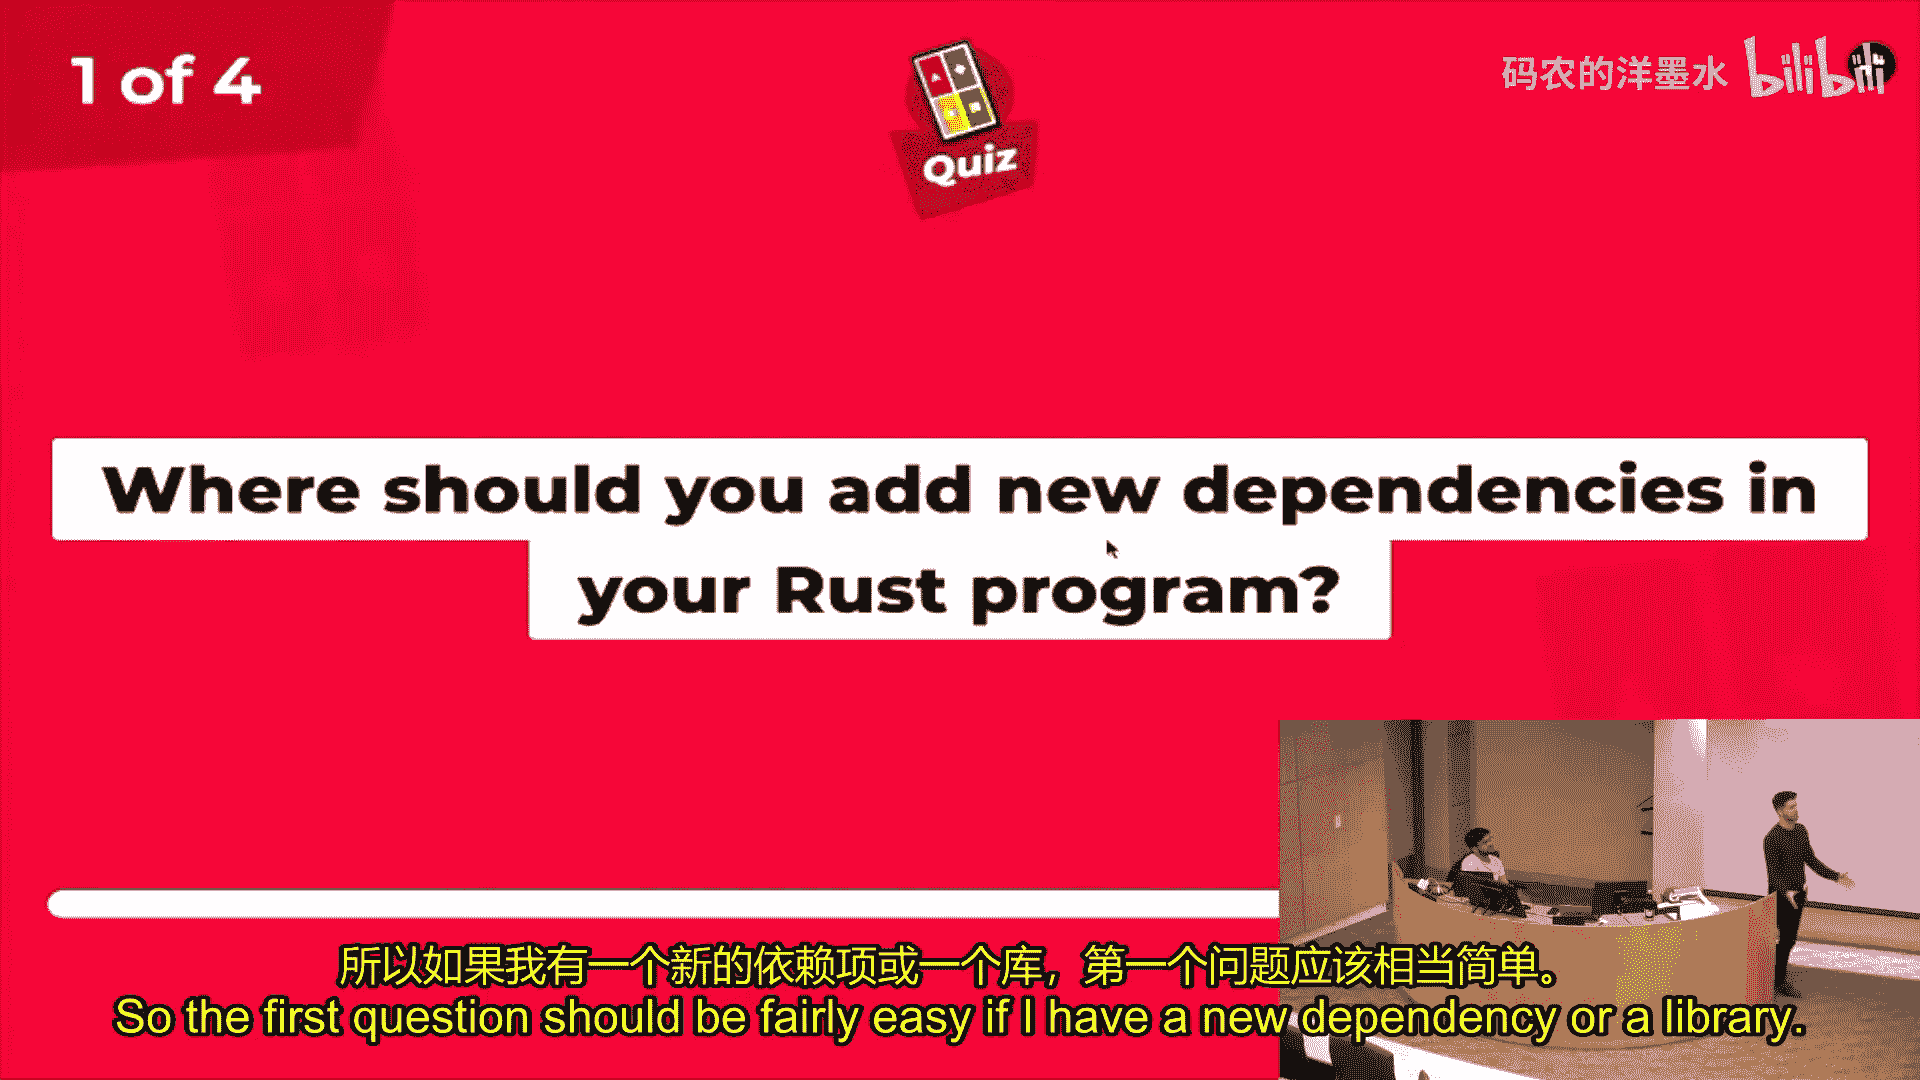 1 of 4
Quiz
码农的洋墨水 bilibili
Where should you add new dependencies in
your Rust program?
所以如果我有一个新的依赖项或一个库，第一个问题应该相当简单。
So the first question should be fairly easy if I have a new dependency or a library.